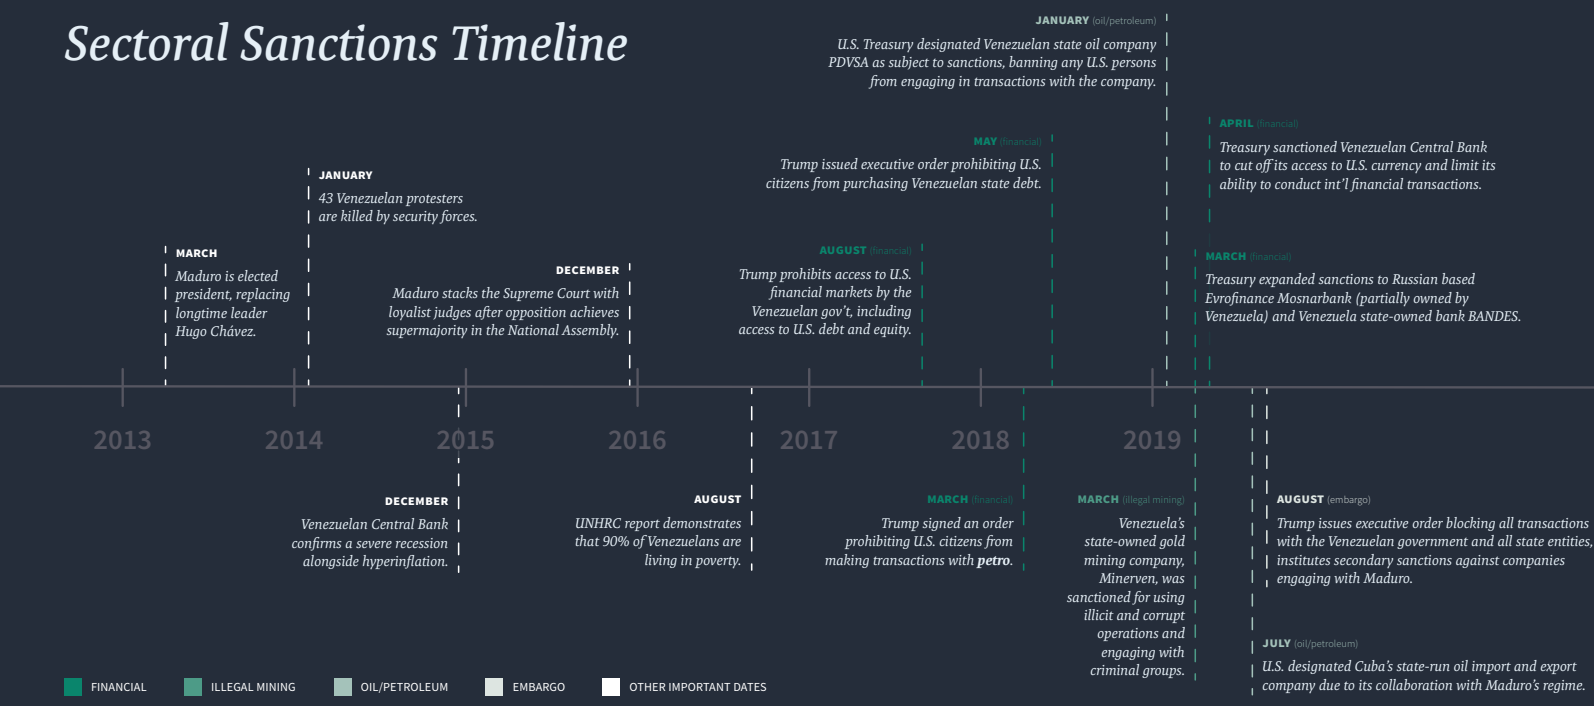 Sectoral Sanctions Timeline
JANUARY (oil/petroleum)
U.S. Treasury designated Venezuelan state oil company
PDVSA as subject to sanctions, banning any U.S. persons
from engaging in transactions with the company.
APRIL (financial)
Treasury sanctioned Venezuelan Central Bank
to cut off its access to U.S. currency and limit its
ability to conduct int'l financial transactions.
MAY (financial)
Trump issued executive order prohibiting U.S.
citizens from purchasing Venezuelan state debt.
JANUARY
43 Venezuelan protesters
are killed by security forces.
MARCH
Maduro is elected
president, replacing
longtime leader
Hugo Chávez.
DECEMBER
Maduro stacks the Supreme Court with
loyalist judges after opposition achieves
supermajority in the National Assembly.
AUGUST (financial)
Trump prohibits access to U.S.
financial markets by the
Venezuelan gov't, including
access to U.S. debt and equity.
MARCH (financial)
Treasury expanded sanctions to Russian based
Evrofinance Mosnarbank (partially owned by
Venezuela) and Venezuela state-owned bank BANDES.
2013 2014 2015 2016 2017 2018 2019
DECEMBER
Venezuelan Central Bank
confirms a severe recession
alongside hyperinflation.
AUGUST
UNHRC report demonstrates
that 90% of Venezuelans are
living in poverty.
MARCH (financial)
Trump signed an order
prohibiting U.S. citizens from
making transactions with petro.
MARCH (illegal mining)
Venezuela's
state-owned gold
mining company,
Minerven, was
sanctioned for using
illicit and corrupt
operations and
engaging with
criminal groups.
AUGUST (embargo)
Trump issues executive order blocking all transactions
with the Venezuelan government and all state entities,
institutes secondary sanctions against companies
engaging with Maduro.
JULY (oil/petroleum)
U.S. designated Cuba's state-run oil import and export
company due to its collaboration with Maduro's regime.
FINANCIAL ILLEGAL MINING OIL/PETROLEUM EMBARGO OTHER IMPORTANT DATES